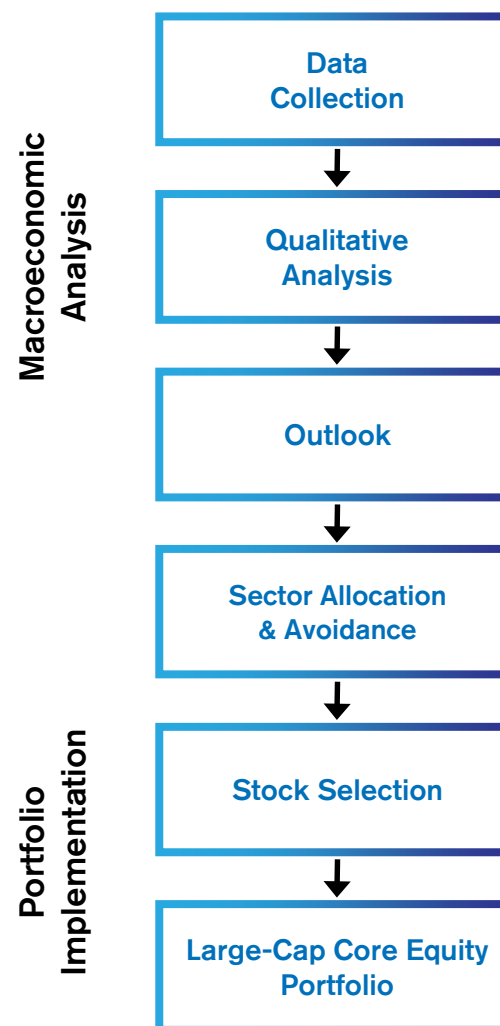 Macroeconomic
Analysis
Data
Collection
Qualitative
Analysis
Outlook
Portfolio
Implementation
Sector Allocation
& Avoidance
Stock Selection
Large-Cap Core Equity
Portfolio